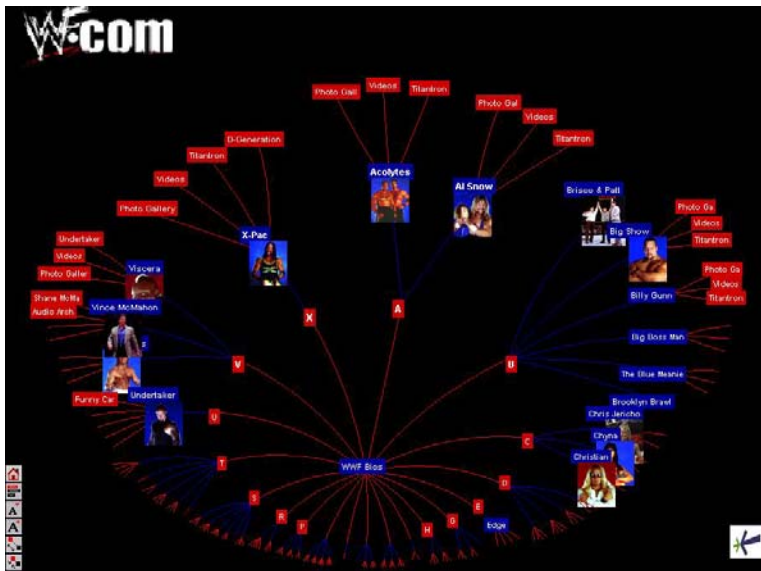 WF.com
Photo Gall
Videos
Titantron
Photo Gal
Videos
Titantron
D-Generation
Titantron
Videos
Photo Gallery
Acolytes
Al Snow
Brisco & Patt
Photo Ga
Videos
Titantron
Big Show
X-Pac
Undertaker
Videos
Photo Galler
Viscera
Photo Ga
Videos
Titantron
Billy Gunn
Shane McMa
Audio Arch.
Vince McMahon
X
A
Big Boss Man
V
B
The Blue Meanie
Funny Car
Undertaker
U
Brooklyn Brawl
Chris Jericho
C
Chyna
Christian
T
WWF Bios
D
S
R
P
H
G
E
Edge
A
A